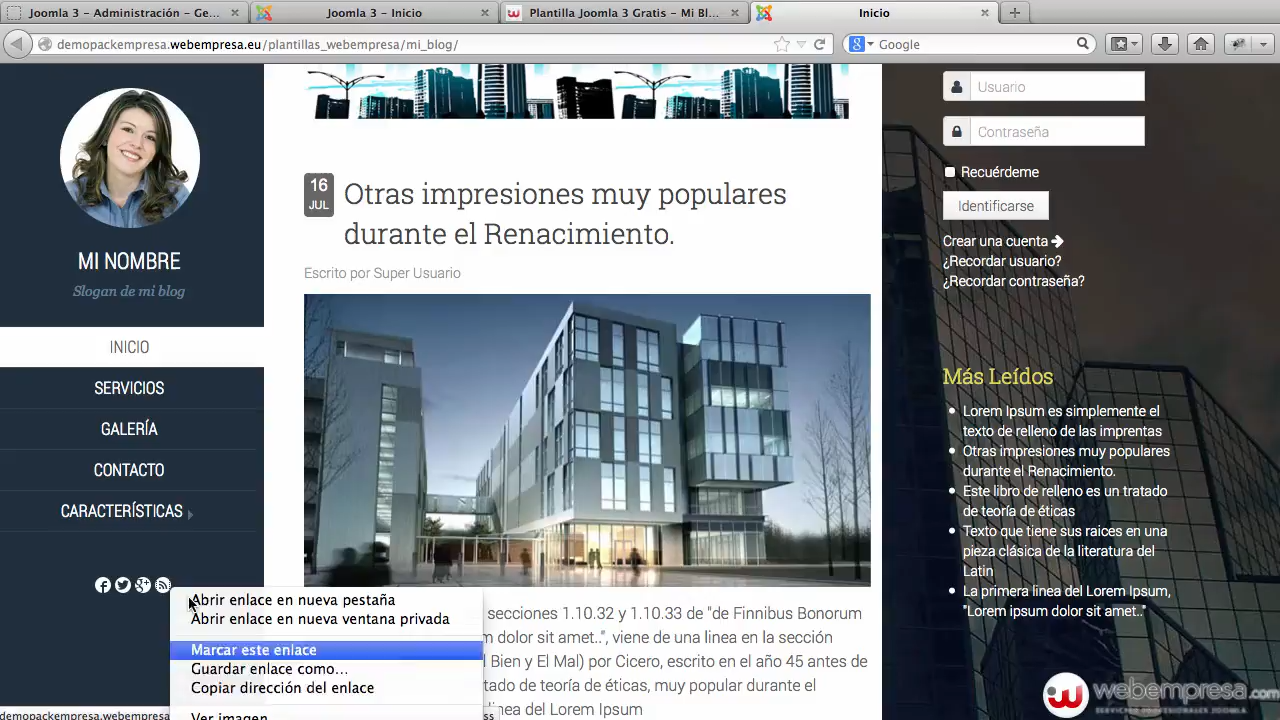 Joomla 3 - Administración - Ge...
Joomla 3 - Inicio
Plantilla Joomla 3 Gratis - Mi Bl...
Inicio
demopackempresa.webempresa.eu/plantillas_webempresa/mi_blog/
Google
MI NOMBRE
Slogan de mi blog
INICIO
SERVICIOS
GALERÍA
CONTACTO
CARACTERÍSTICAS
16
JUL
Otras impresiones muy populares
durante el Renacimiento.
Escrito por Super Usuario
secciones 1.10.32 y 1.10.33 de "de Finnibus Bonorum
m dolor sit amet..", viene de una linea en la sección
l Bien y El Mal) por Cicero, escrito en el año 45 antes de
tado de teoría de éticas, muy popular durante el
línea del Lorem Ipsum
Abrir enlace en nueva pestaña
Abrir enlace en nueva ventana privada
Marcar este enlace
Guardar enlace como...
Copiar dirección del enlace
Ver imagen
demopackempresa.webempresa
Usuario
Contraseña
Recuérdeme
Identificarse
Crear una cuenta
¿Recordar usuario?
¿Recordar contraseña?
Más Leídos
Lorem Ipsum es simplemente el
texto de relleno de las imprentas
Otras impresiones muy populares
durante el Renacimiento.
Este libro de relleno es un tratado
de teoría de éticas
Texto que tiene sus raices en una
pieza clásica de la literatura del
Latin
La primera linea del Lorem Ipsum,
"Lorem ipsum dolor sit amet.."
webempresa.com
SERVICIOS PROFESIONALES JOOMLA